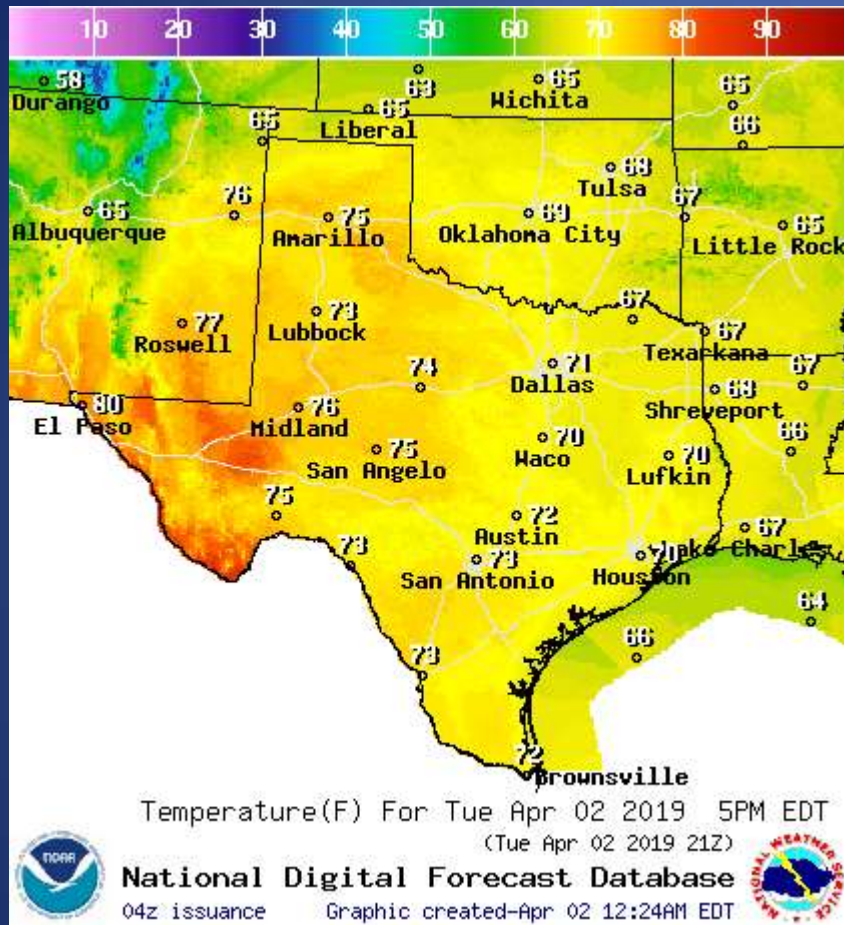 10 20 30 40 50 60 70 80 90
58 63 65
Durango Wichita
65 65
Liberal
65 66
68
Tulsa
65 76 75 69 67 65
Albuquerque Amarillo Oklahoma City Little Rock
77 73 67 67
Roswell Lubbock Texarkana
74 71 67
Dallas
80 76 68
El Paso Midland Shreveport
75 70 70 66
San Angelo Waco Lufkin
75 72 67
Austin
73 73 70 Lake Charles
San Antonio Houston
64
73 66
72
Brownsville
Temperature(F) For Tue Apr 02 2019 5PM EDT
(Tue Apr 02 2019 21Z)
NOAA
National Digital Forecast Database
04z issuance Graphic created-Apr 02 12:24AM EDT
NATIONAL WEATHER SERVICE